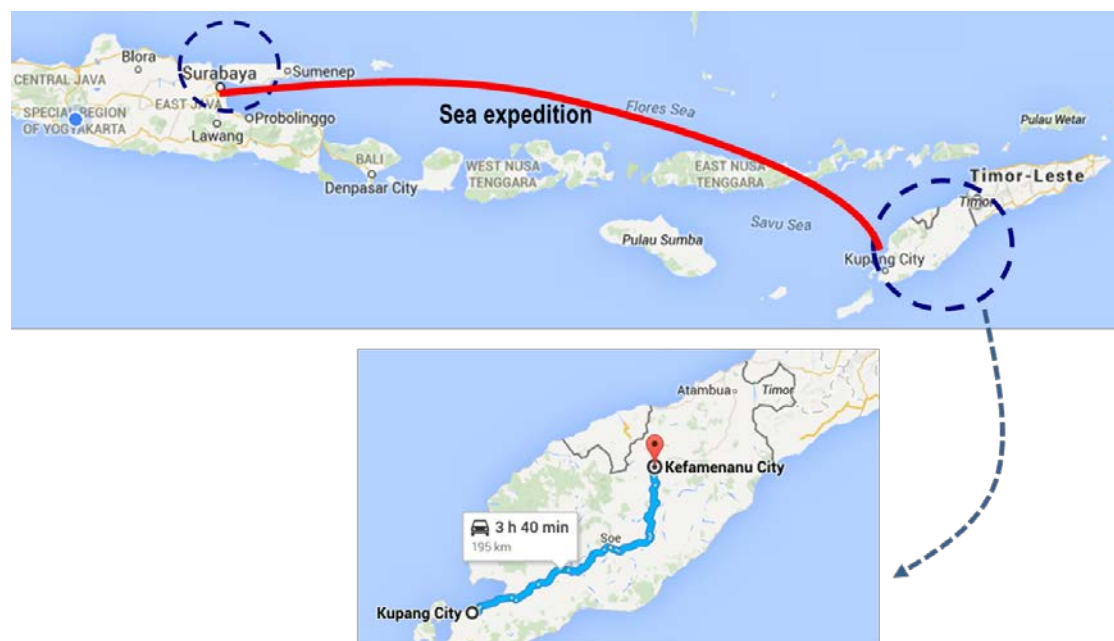 Blora
Surabaya
Sumenep
CENTRAL JAVA
EAST JAVA
SPECIAL REGION
OF YOGYAKARTA
Probolinggo
Lawang
Sea expedition
Flores Sea
Pulau Wetar
BALI
Denpasar City
WEST NUSA
TENGGARA
EAST NUSA
TENGGARA
Timor-Leste
Timor
Pulau Sumba
Savu Sea
Kupang City
Atambua
Timor
Kefamenanu City
3 h 40 min
195 km
Soe
Kupang City